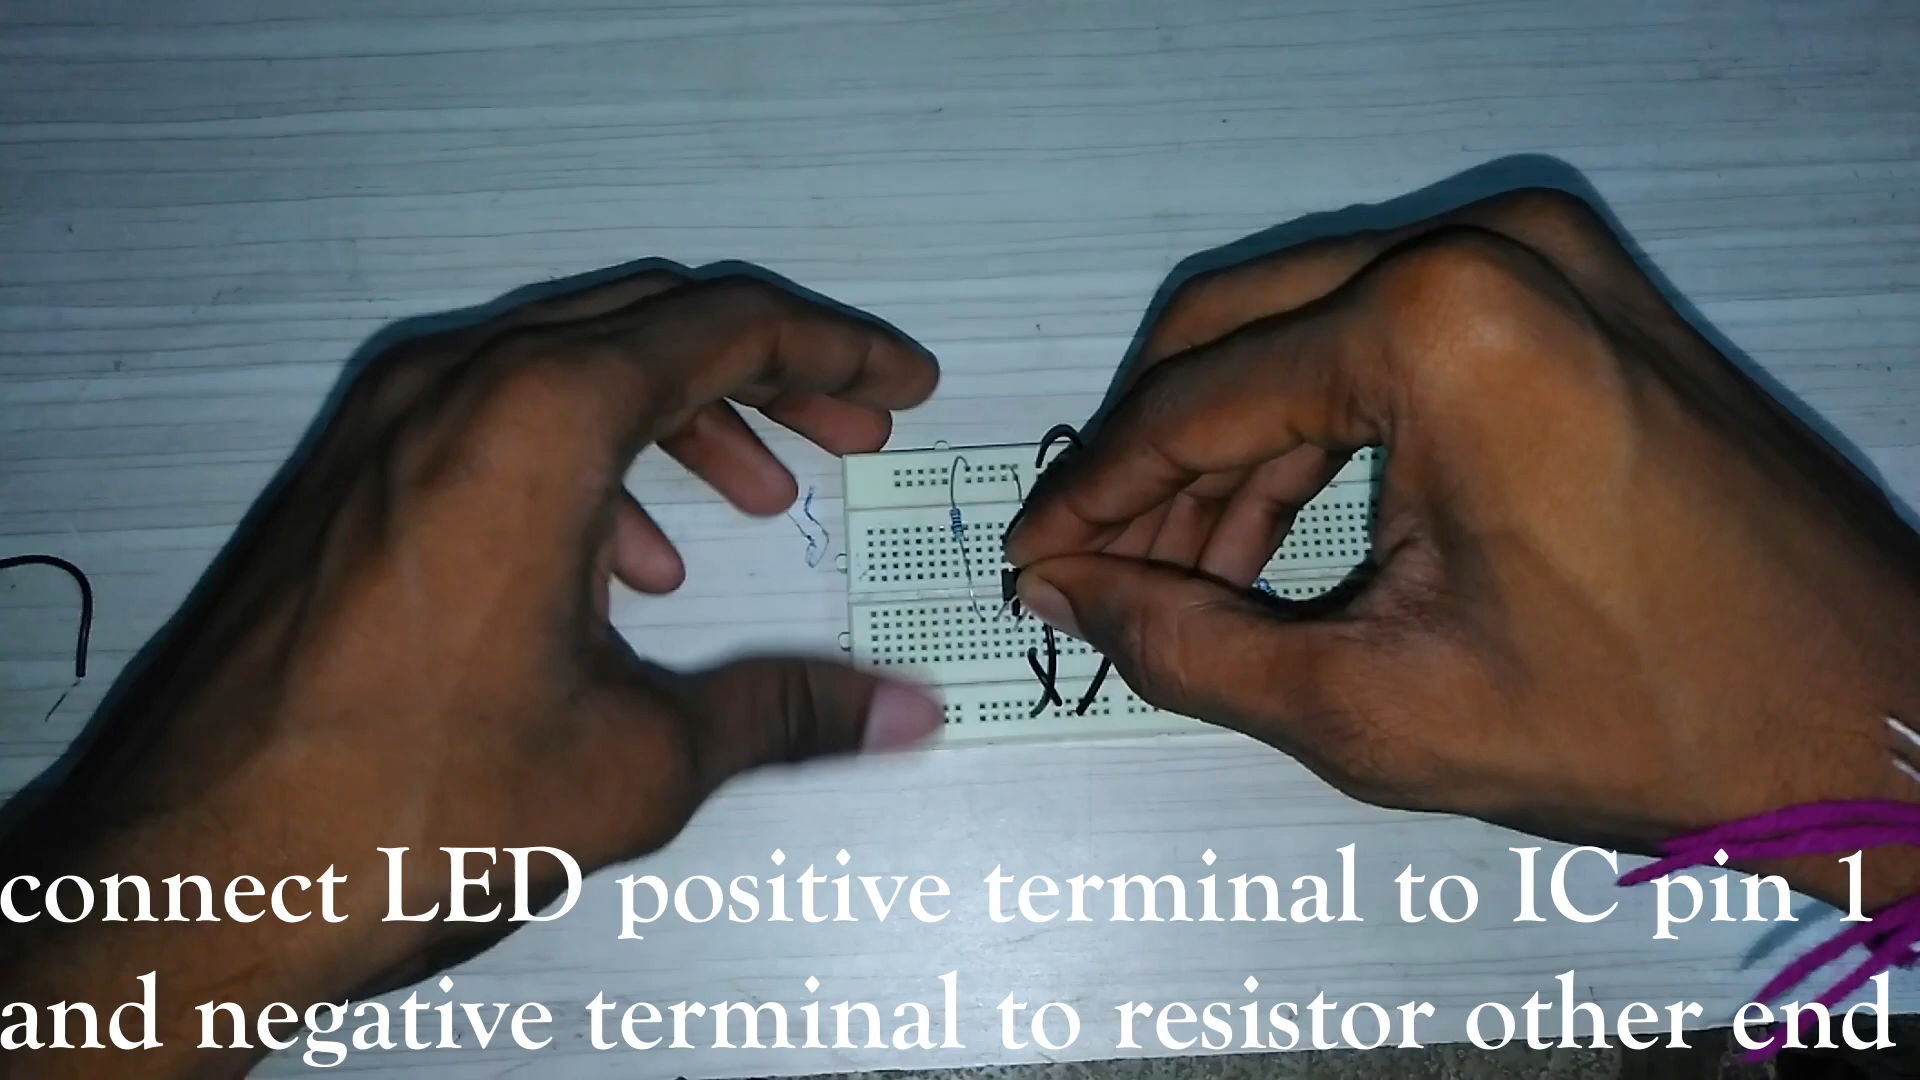 connect LED positive terminal to IC pin 1
and negative terminal to resistor other end